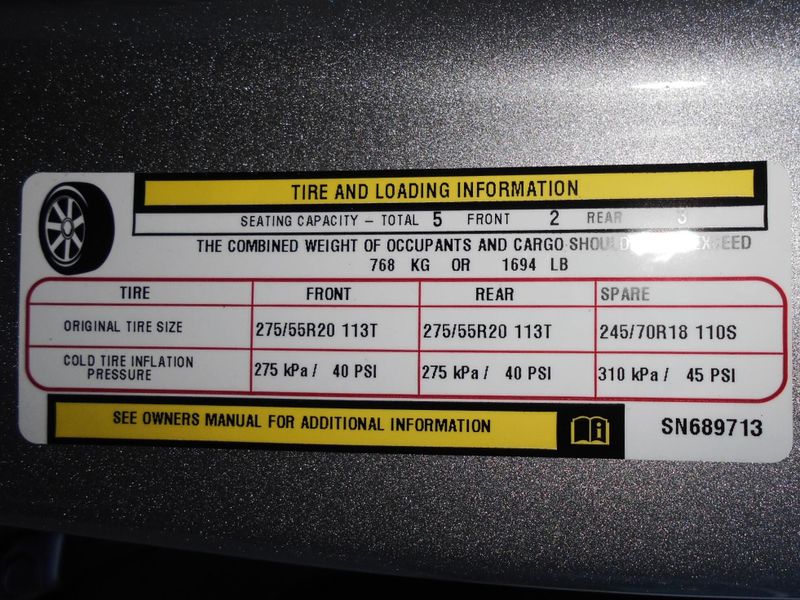 TIRE AND LOADING INFORMATION
SEATING CAPACITY – TOTAL 5 FRONT 2 REAR 3
THE COMBINED WEIGHT OF OCCUPANTS AND CARGO SHOULD EXCEED
768 KG OR 1694 LB
TIRE FRONT REAR SPARE
ORIGINAL TIRE SIZE 275/55R20 113T 275/55R20 113T 245/70R18 110S
COLD TIRE INFLATION PRESSURE 275 kPa / 40 PSI 275 kPa / 40 PSI 310 kPa / 45 PSI
SEE OWNERS MANUAL FOR ADDITIONAL INFORMATION
SN689713